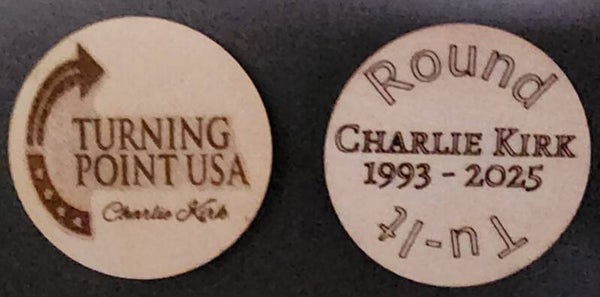 TURNING
POINT USA
Charlie Kirk
Round
CHARLIE KIRK
1993 - 2025
Tu-It